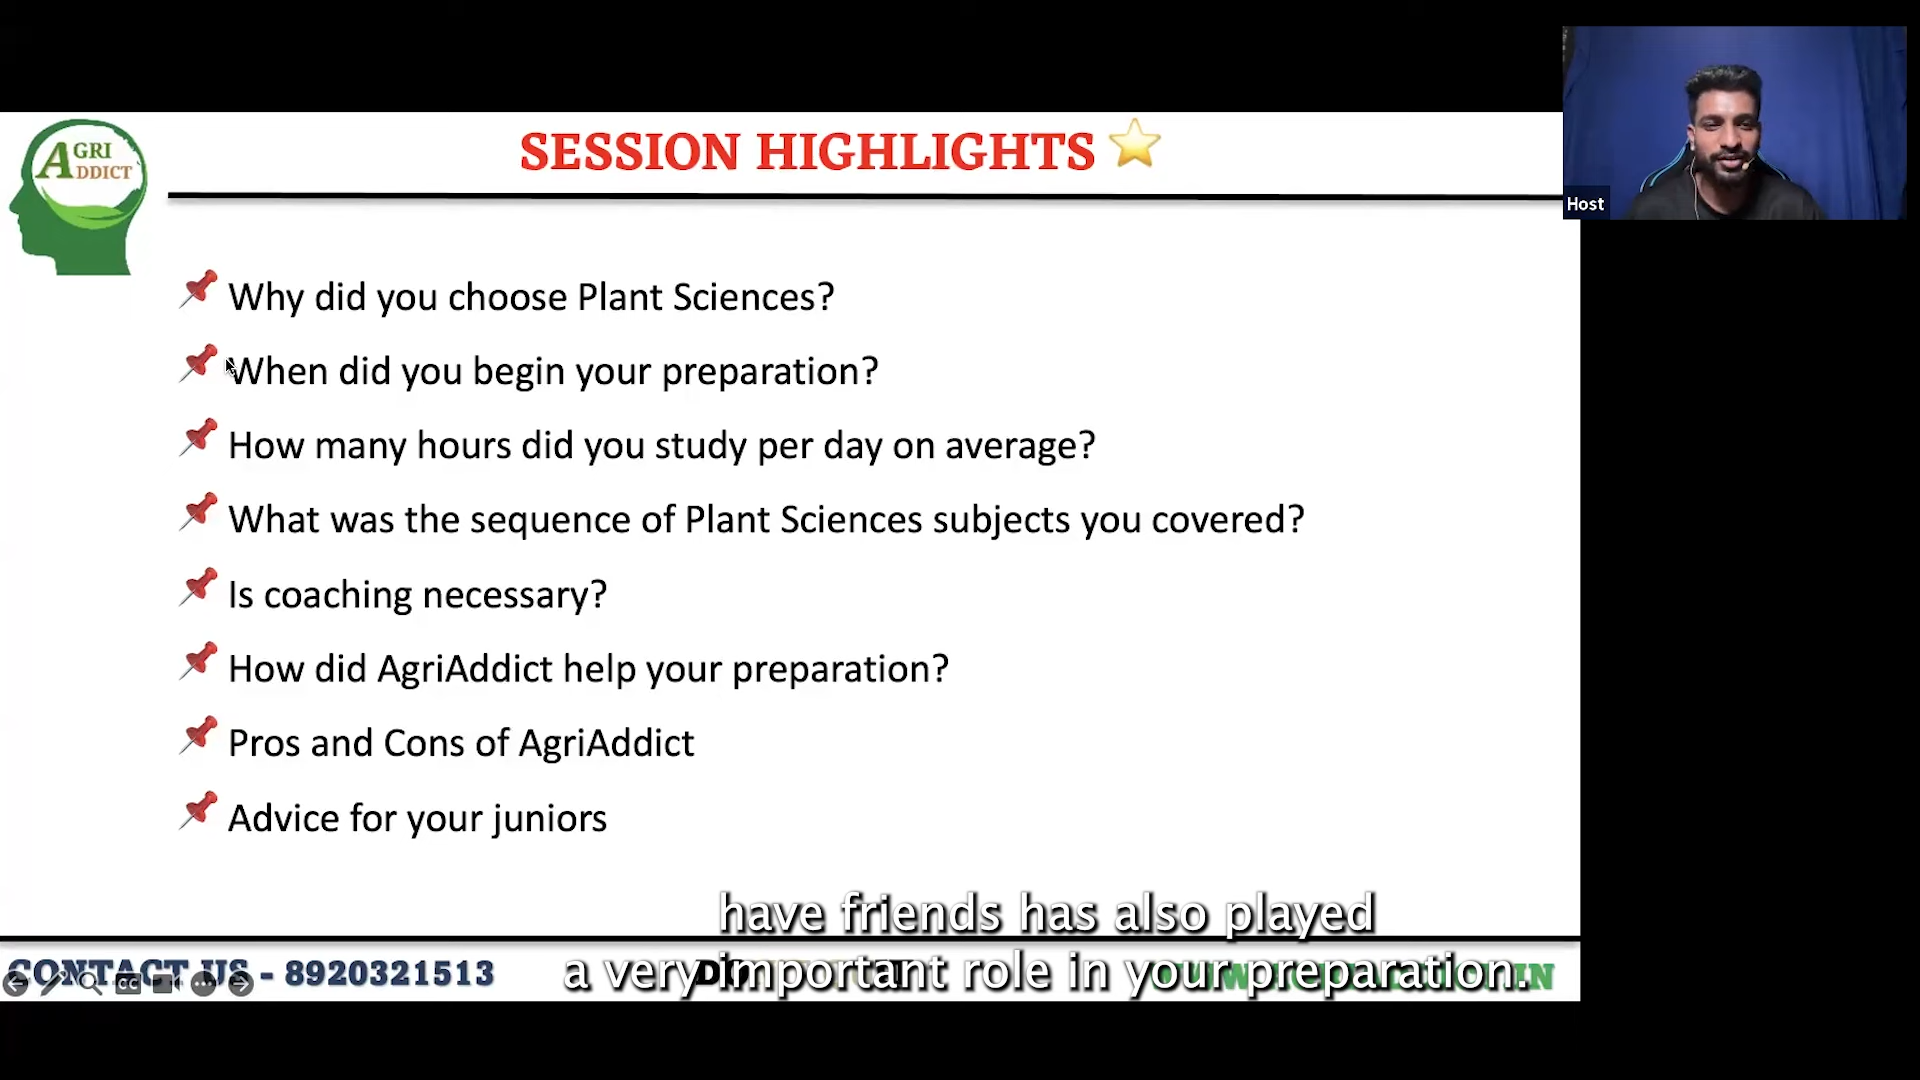 AGRI
ADDICT
SESSION HIGHLIGHTS
Host
Why did you choose Plant Sciences?
When did you begin your preparation?
How many hours did you study per day on average?
What was the sequence of Plant Sciences subjects you covered?
Is coaching necessary?
How did AgriAddict help your preparation?
Pros and Cons of AgriAddict
Advice for your juniors
have friends has also played
a very important role in your preparation.
CONTACT US - 8920321513